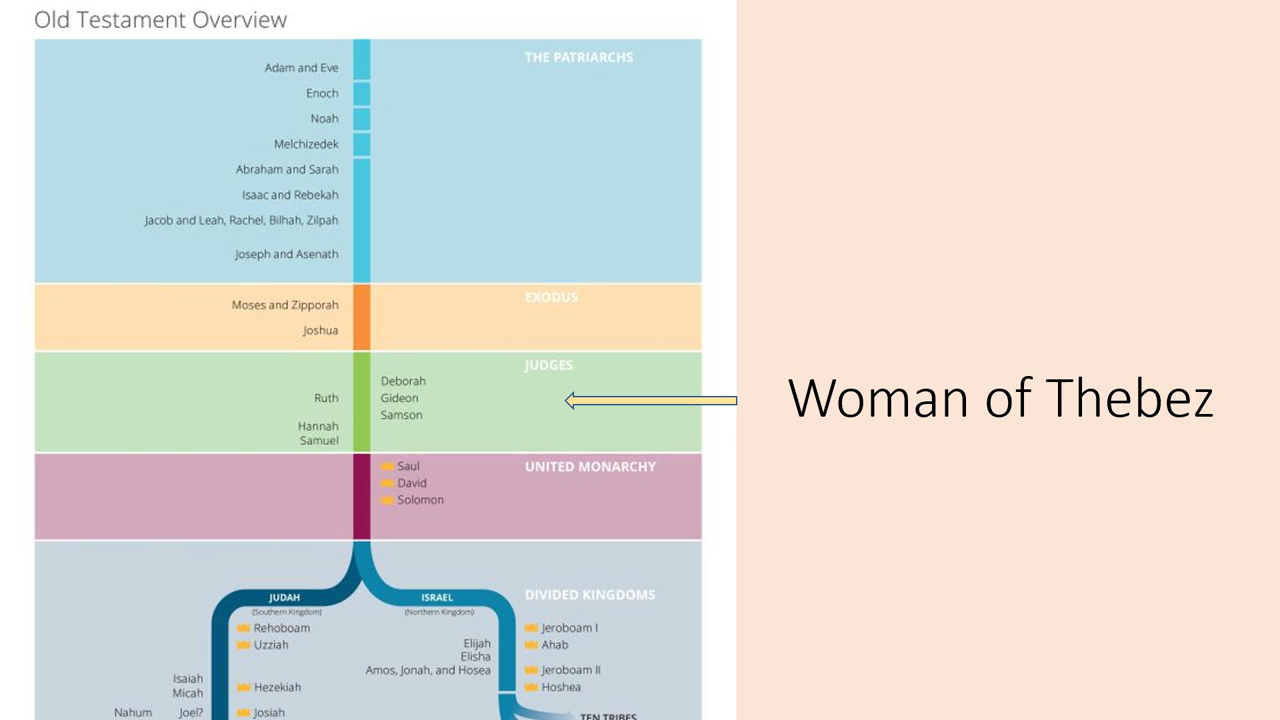 Old Testament Overview
THE PATRIARCHS
Adam and Eve
Enoch
Noah
Melchizedek
Abraham and Sarah
Isaac and Rebekah
Jacob and Leah, Rachel, Bilhah, Zilpah
Joseph and Asenath
EXODUS
Moses and Zipporah
Joshua
JUDGES
Deborah
Ruth
Gideon
Samson
Hannah
Samuel
Woman of Thebez
UNITED MONARCHY
Saul
David
Solomon
DIVIDED KINGDOMS
JUDAH
(Southern Kingdom)
Rehoboam
Uzziah
Isaiah
Micah
Hezekiah
Nahum
Joel?
Josiah
ISRAEL
(Northern Kingdom)
Jeroboam I
Elijah
Ahab
Elisha
Amos, Jonah, and Hosea
Jeroboam II
Hoshea
TEN TRIBES